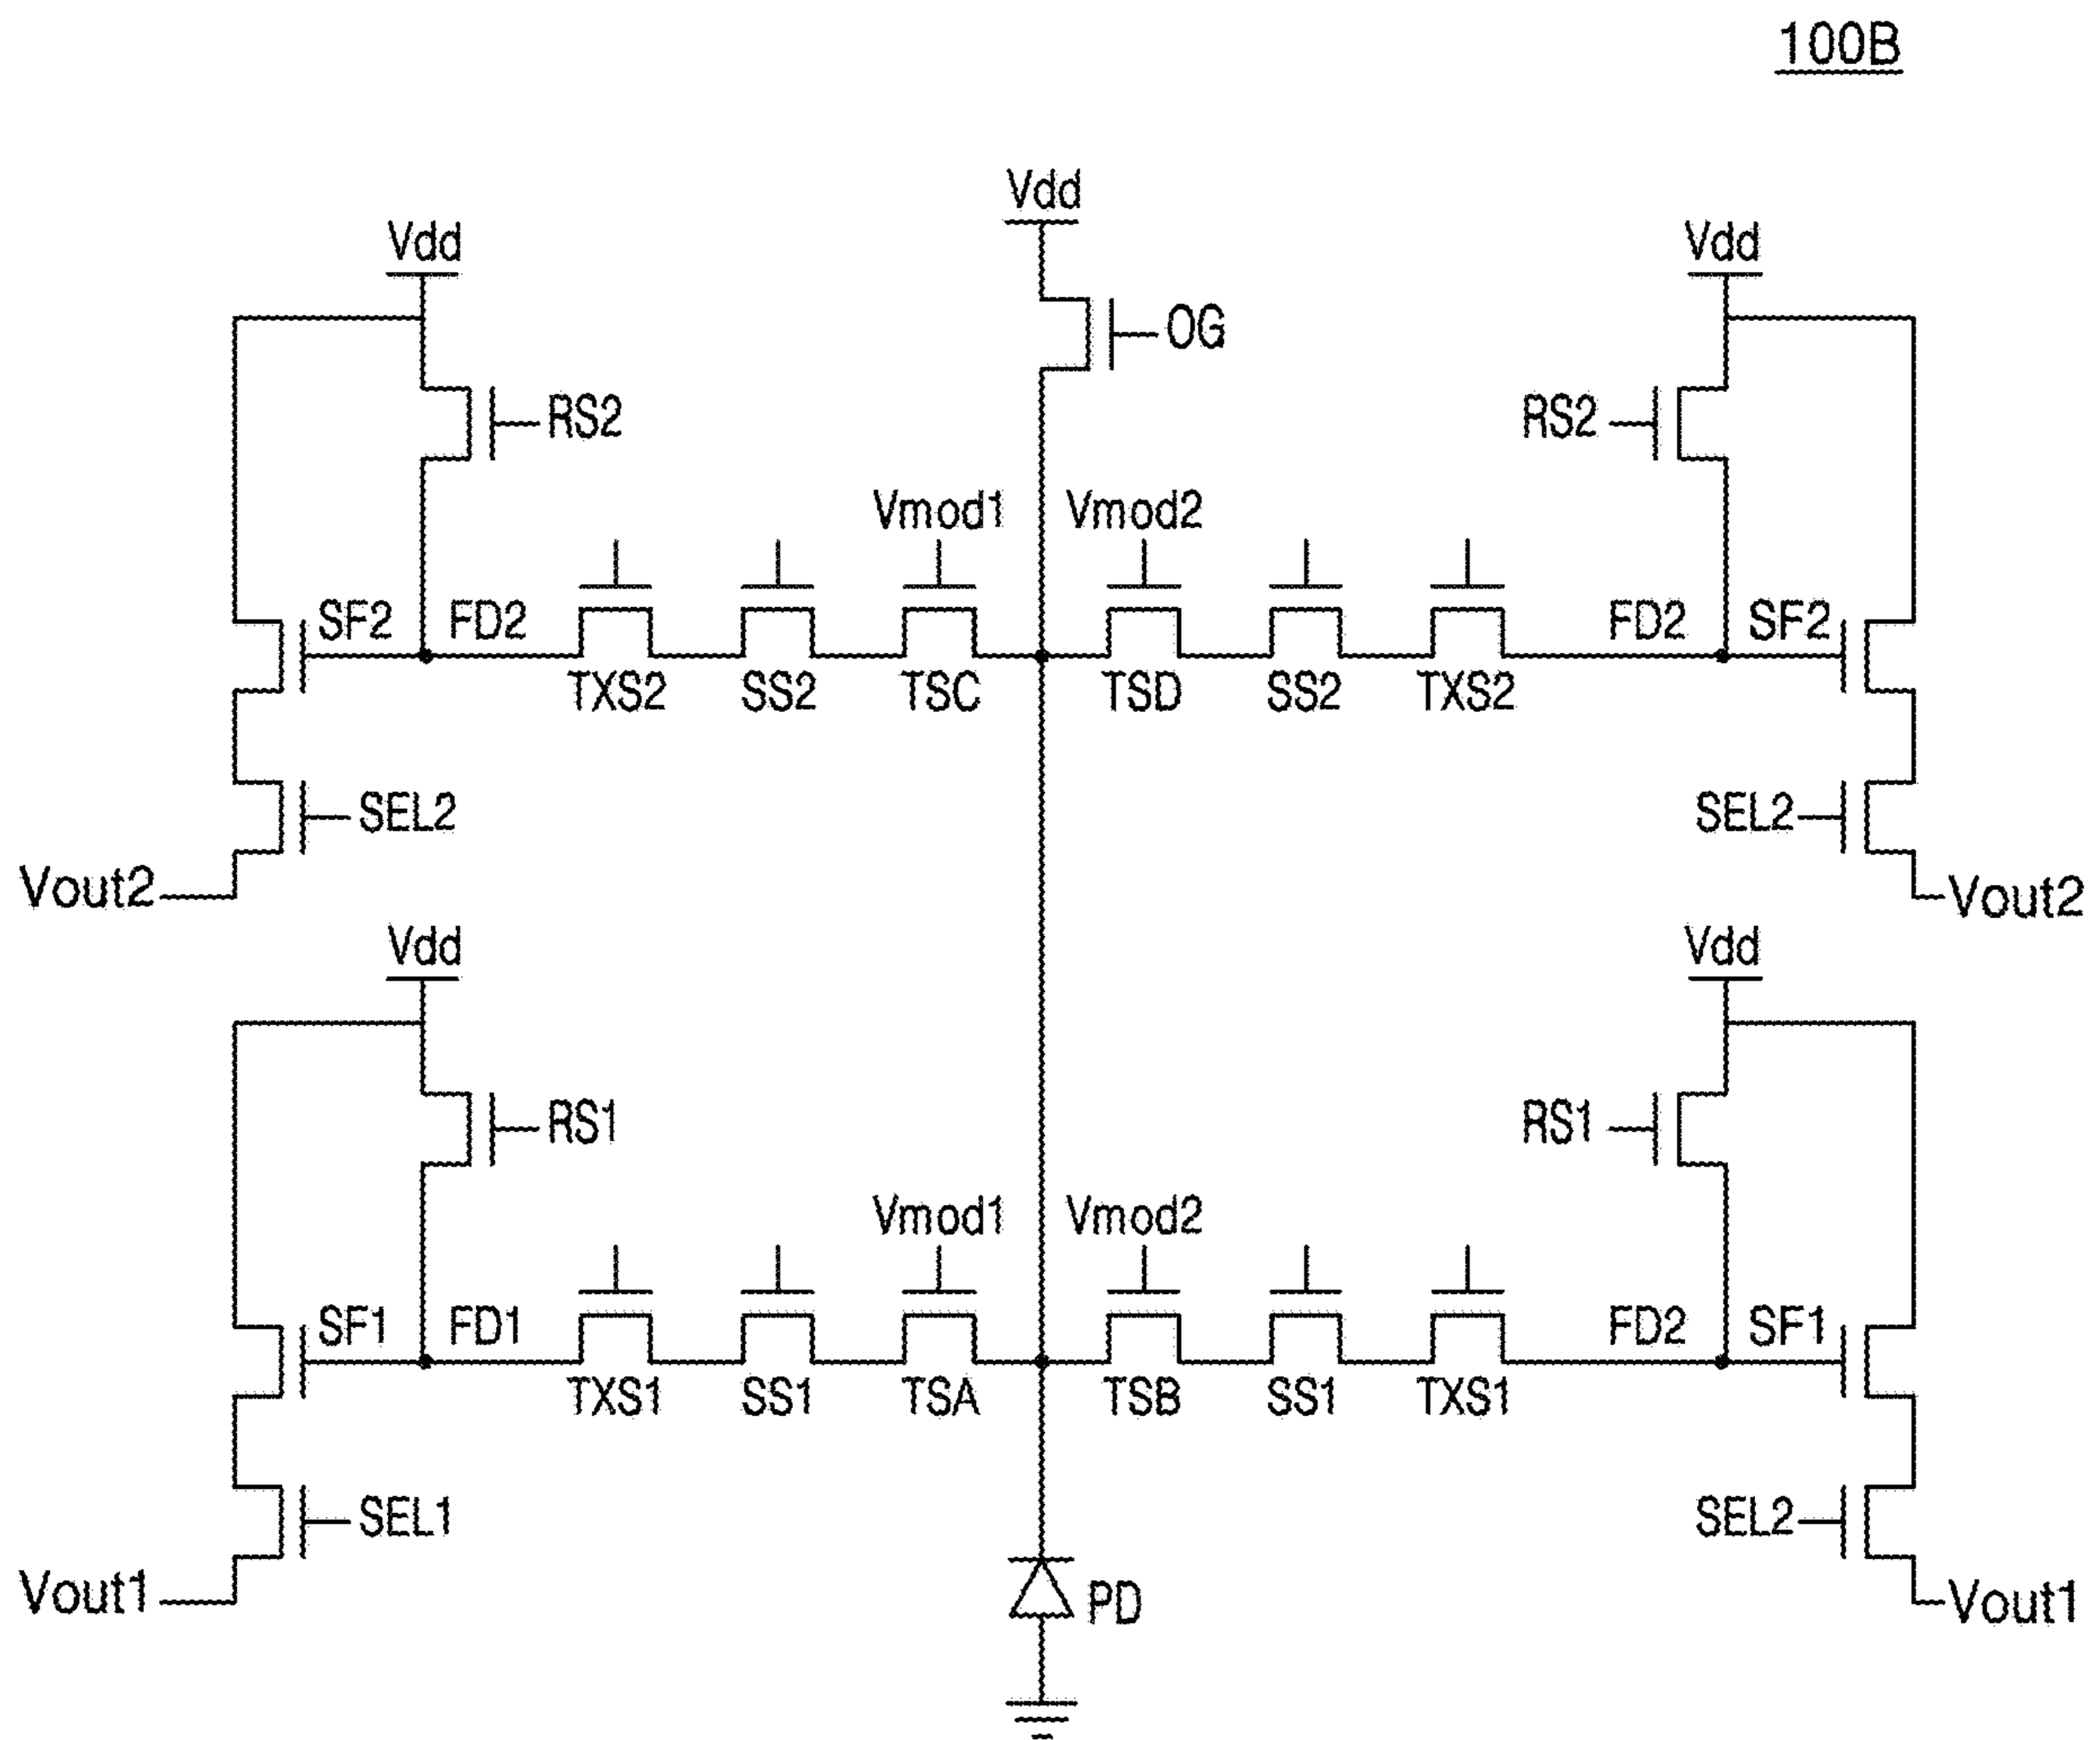 100B
Vdd
Vdd
Vdd
OG
RS2
RS2
Vmod1
Vmod2
SF2
FD2
FD2
SF2
TXS2
SS2
TSC
TSD
SS2
TXS2
SEL2
SEL2
Vout2
Vout2
Vdd
Vdd
RS1
RS1
Vmod1
Vmod2
SF1
FD1
FD2
SF1
TXS1
SS1
TSA
TSB
SS1
TXS1
SEL1
SEL2
Vout1
PD
Vout1